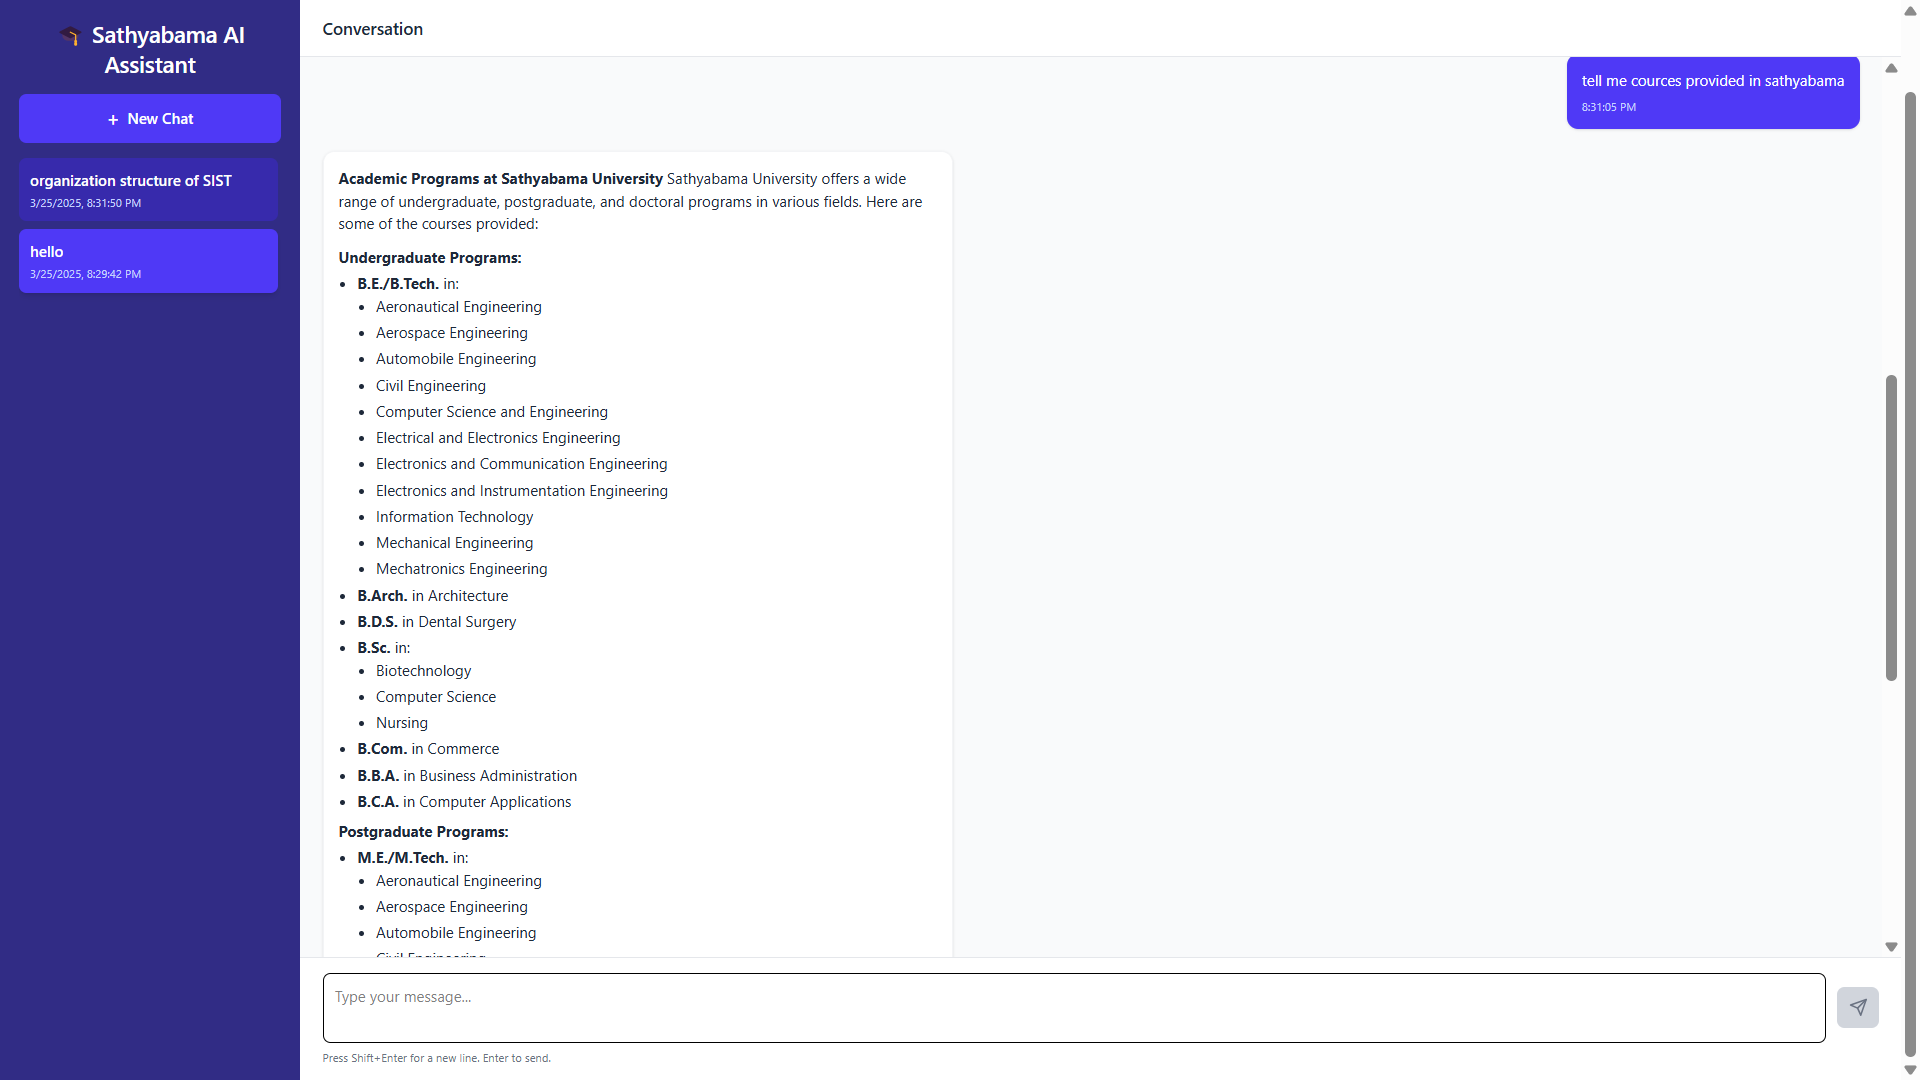 Sathyabama AI
Assistant
+ New Chat
organization structure of SIST
3/25/2025, 8:31:50 PM
hello
3/25/2025, 8:29:42 PM
Conversation
tell me cources provided in sathyabama
8:31:05 PM
Academic Programs at Sathyabama University Sathyabama University offers a wide
range of undergraduate, postgraduate, and doctoral programs in various fields. Here are
some of the courses provided:
Undergraduate Programs:
• B.E./B.Tech. in:
• Aeronautical Engineering
• Aerospace Engineering
• Automobile Engineering
• Civil Engineering
• Computer Science and Engineering
• Electrical and Electronics Engineering
• Electronics and Communication Engineering
• Electronics and Instrumentation Engineering
• Information Technology
• Mechanical Engineering
• Mechatronics Engineering
• B.Arch. in Architecture
• B.D.S. in Dental Surgery
• B.Sc. in:
• Biotechnology
• Computer Science
• Nursing
• B.Com. in Commerce
• B.B.A. in Business Administration
• B.C.A. in Computer Applications
Postgraduate Programs:
• M.E./M.Tech. in:
• Aeronautical Engineering
• Aerospace Engineering
• Automobile Engineering
Civil Engineering
Type your message...
Press Shift+Enter for a new line. Enter to send.